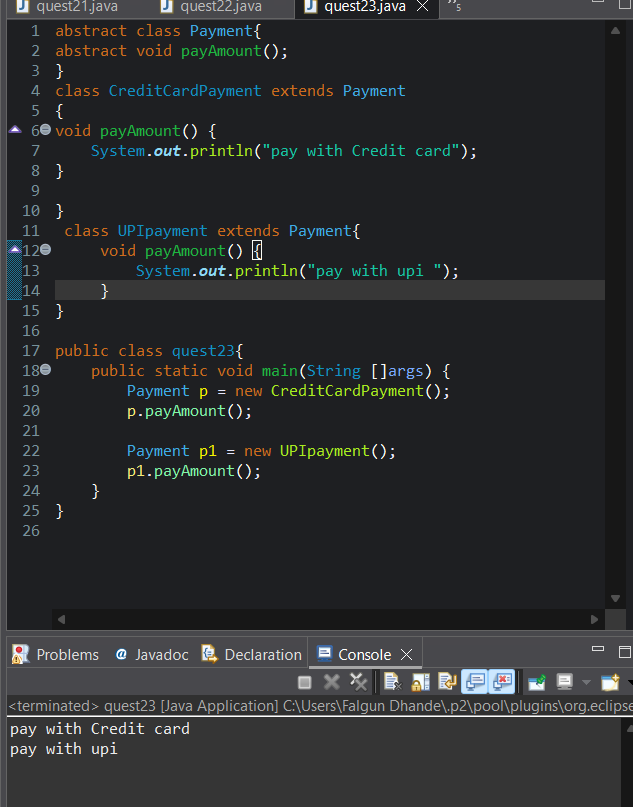 quest21.java quest22.java quest23.java 5
1 abstract class Payment{
2 abstract void payAmount();
3 }
4 class CreditCardPayment extends Payment
5 {
6 void payAmount() {
7     System.out.println("pay with Credit card");
8 }
9
10 }
11  class UPIpayment extends Payment{
12     void payAmount() {
13         System.out.println("pay with upi ");
14     }
15 }
16
17 public class quest23{
18     public static void main(String []args) {
19         Payment p = new CreditCardPayment();
20         p.payAmount();
21
22         Payment p1 = new UPIpayment();
23         p1.payAmount();
24     }
25 }
26
Problems @ Javadoc Declaration Console
<terminated> quest23 [Java Application] C:\Users\Falgun Dhande\.p2\pool\plugins\org.eclipse
pay with Credit card
pay with upi